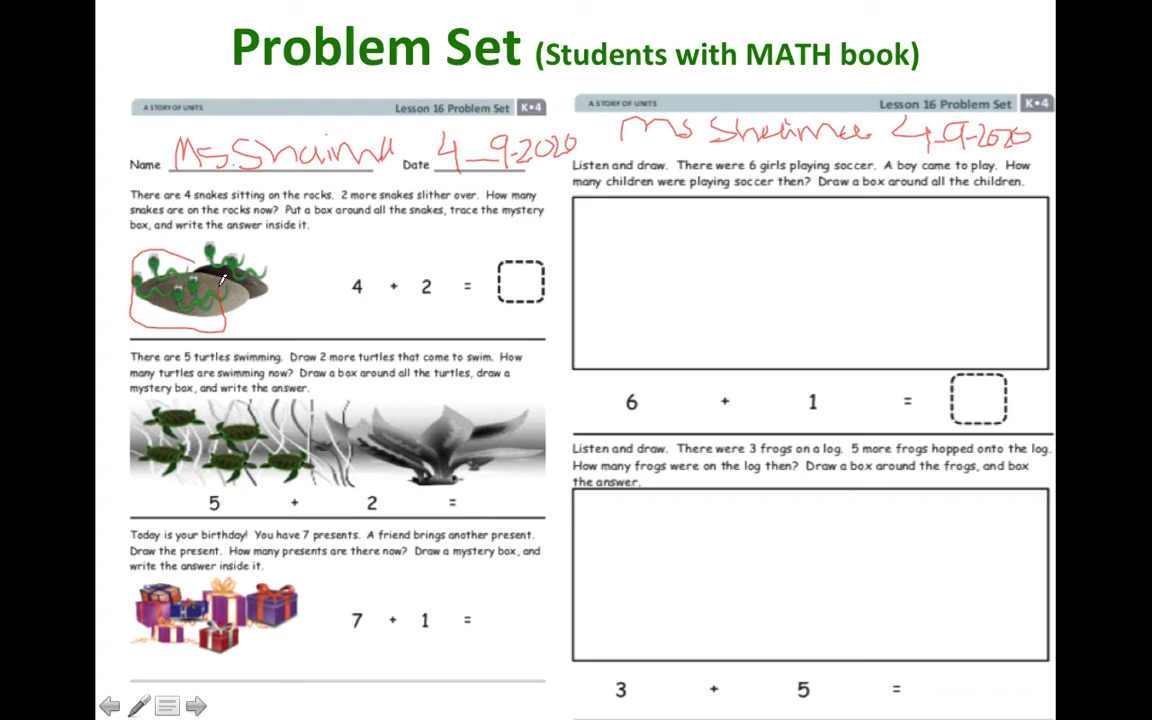 Problem Set (Students with MATH book)
A STORY OF UNITS
Lesson 16 Problem Set K•4
Name Ms. Shaima Date 4_9-2020
There are 4 snakes sitting on the rocks. 2 more snakes slither over. How many
snakes are on the rocks now? Put a box around all the snakes, trace the mystery
box, and write the answer inside it.
4 + 2 =
There are 5 turtles swimming. Draw 2 more turtles that come to swim. How
many turtles are swimming now? Draw a box around all the turtles, draw a
mystery box, and write the answer.
5 + 2 =
Today is your birthday! You have 7 presents. A friend brings another present.
Draw the present. How many presents are there now? Draw a mystery box, and
write the answer inside it.
7 + 1 =
A STORY OF UNITS
Lesson 16 Problem Set K•4
Ms Shaimaa 4_9-2020
Listen and draw. There were 6 girls playing soccer. A boy came to play. How
many children were playing soccer then? Draw a box around all the children.
6 + 1 =
Listen and draw. There were 3 frogs on a log. 5 more frogs hopped onto the log.
How many frogs were on the log then? Draw a box around the frogs, and box
the answer.
3 + 5 =